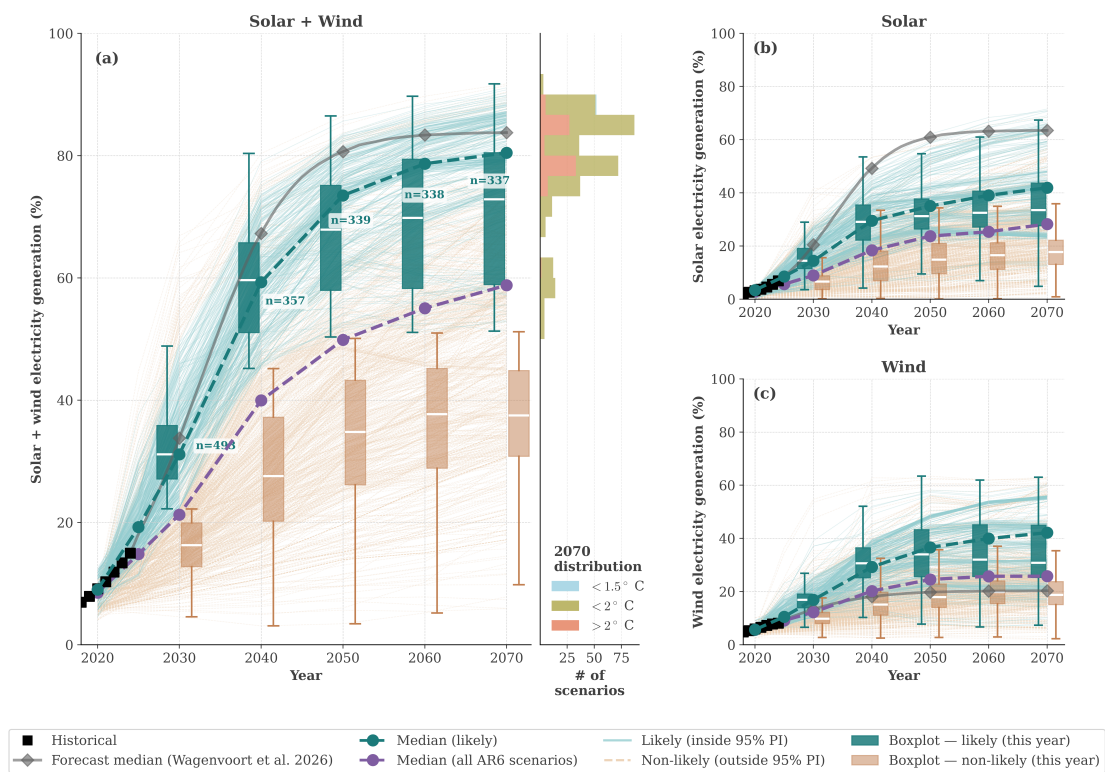 Solar + Wind
(a)
Solar + wind electricity generation (%)
100
80
60
40
20
0
n=493
n=357
n=339
n=338
n=337
2020 2030 2040 2050 2060 2070
Year
2070
distribution
<1.5° C
<2° C
>2° C
25 50 75
# of
scenarios
Solar
(b)
Solar electricity generation (%)
100
80
60
40
20
0
2020 2030 2040 2050 2060 2070
Year
Wind
(c)
Wind electricity generation (%)
100
80
60
40
20
0
2020 2030 2040 2050 2060 2070
Year
Historical
Forecast median (Wagenvoort et al. 2026)
Median (likely)
Median (all AR6 scenarios)
Likely (inside 95% PI)
Non-likely (outside 95% PI)
Boxplot — likely (this year)
Boxplot — non-likely (this year)